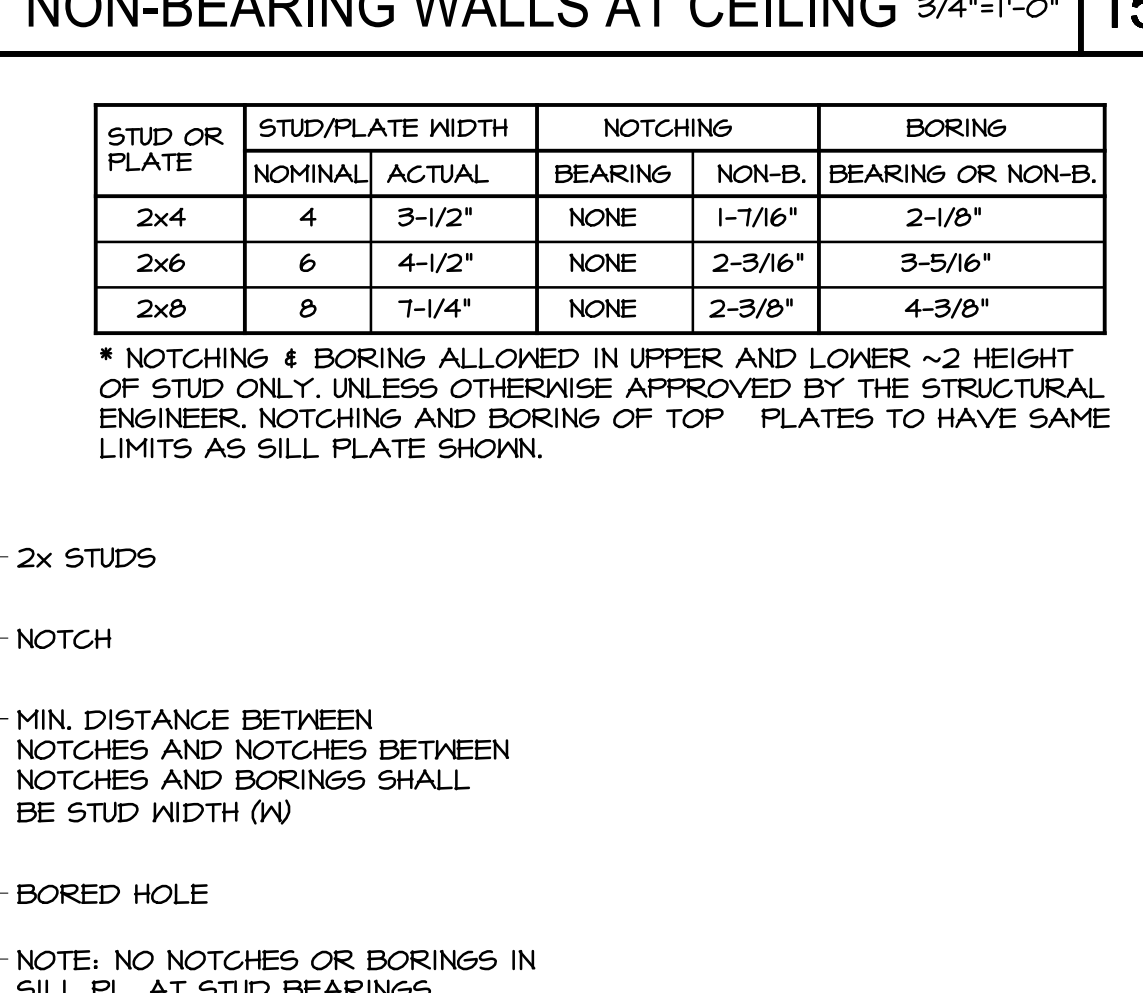 NON-BEARING WALLS AT CEILING 3/4"=1'-0" 15
STUD OR PLATE STUD/PLATE WIDTH NOTCHING BORING
NOMINAL ACTUAL BEARING NON-B. BEARING OR NON-B.
2x4 4 3-1/2" NONE 1-7/16" 2-1/8"
2x6 6 4-1/2" NONE 2-3/16" 3-5/16"
2x8 8 7-1/4" NONE 2-3/8" 4-3/8"
* NOTCHING & BORING ALLOWED IN UPPER AND LOWER ~2 HEIGHT
OF STUD ONLY. UNLESS OTHERWISE APPROVED BY THE STRUCTURAL
ENGINEER. NOTCHING AND BORING OF TOP PLATES TO HAVE SAME
LIMITS AS SILL PLATE SHOWN.
2x STUDS
NOTCH
MIN. DISTANCE BETWEEN
NOTCHES AND NOTCHES BETWEEN
NOTCHES AND BORINGS SHALL
BE STUD WIDTH (W)
BORED HOLE
NOTE: NO NOTCHES OR BORINGS IN
SILL PL. AT STUD BEARINGS